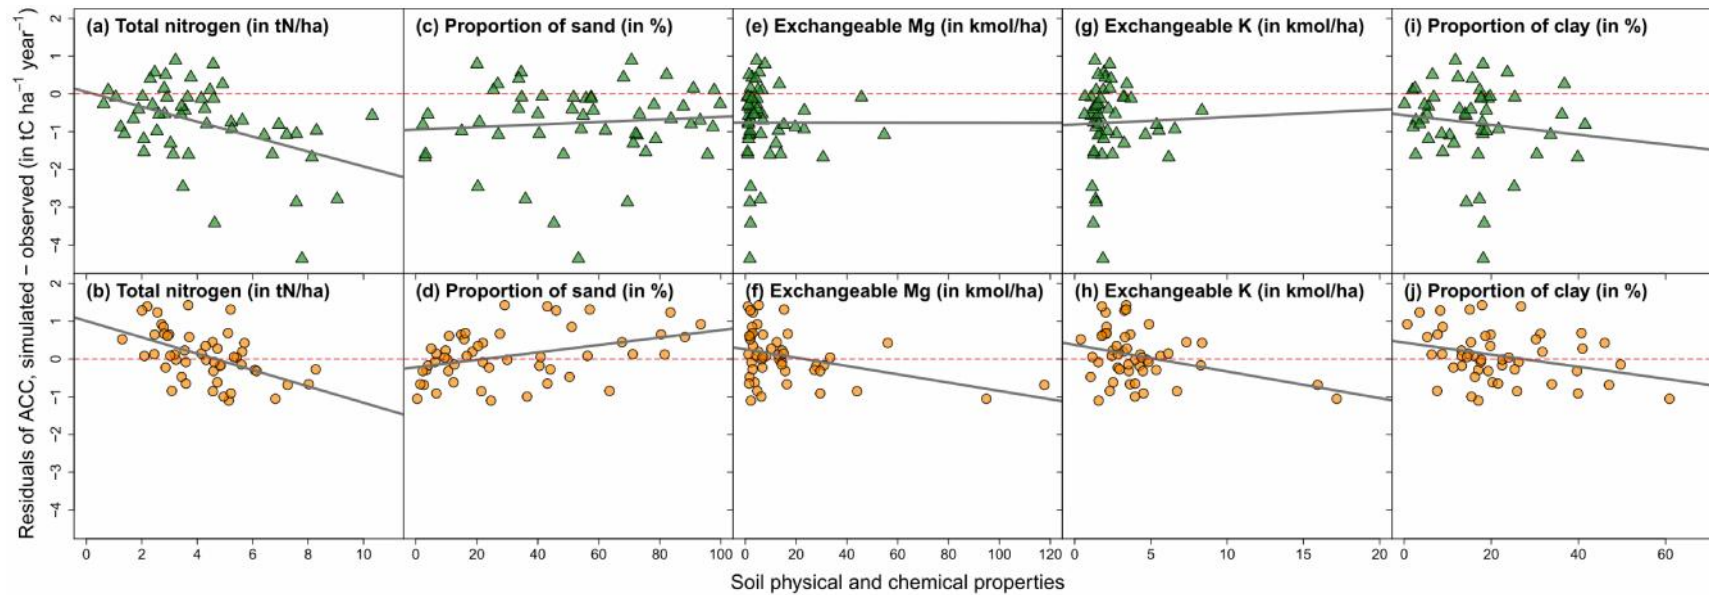 Residuals of ACC, simulated − observed (in tC ha⁻¹ year⁻¹)
(a) Total nitrogen (in tN/ha)
(c) Proportion of sand (in %)
(e) Exchangeable Mg (in kmol/ha)
(g) Exchangeable K (in kmol/ha)
(i) Proportion of clay (in %)
2
1
0
−1
−2
−3
−4
(b) Total nitrogen (in tN/ha)
(d) Proportion of sand (in %)
(f) Exchangeable Mg (in kmol/ha)
(h) Exchangeable K (in kmol/ha)
(j) Proportion of clay (in %)
2
1
0
−1
−2
−3
−4
0 2 4 6 8 10
0 20 40 60 80 100
0 20 40 60 80 100 120
0 5 10 15 20
0 20 40 60
Soil physical and chemical properties